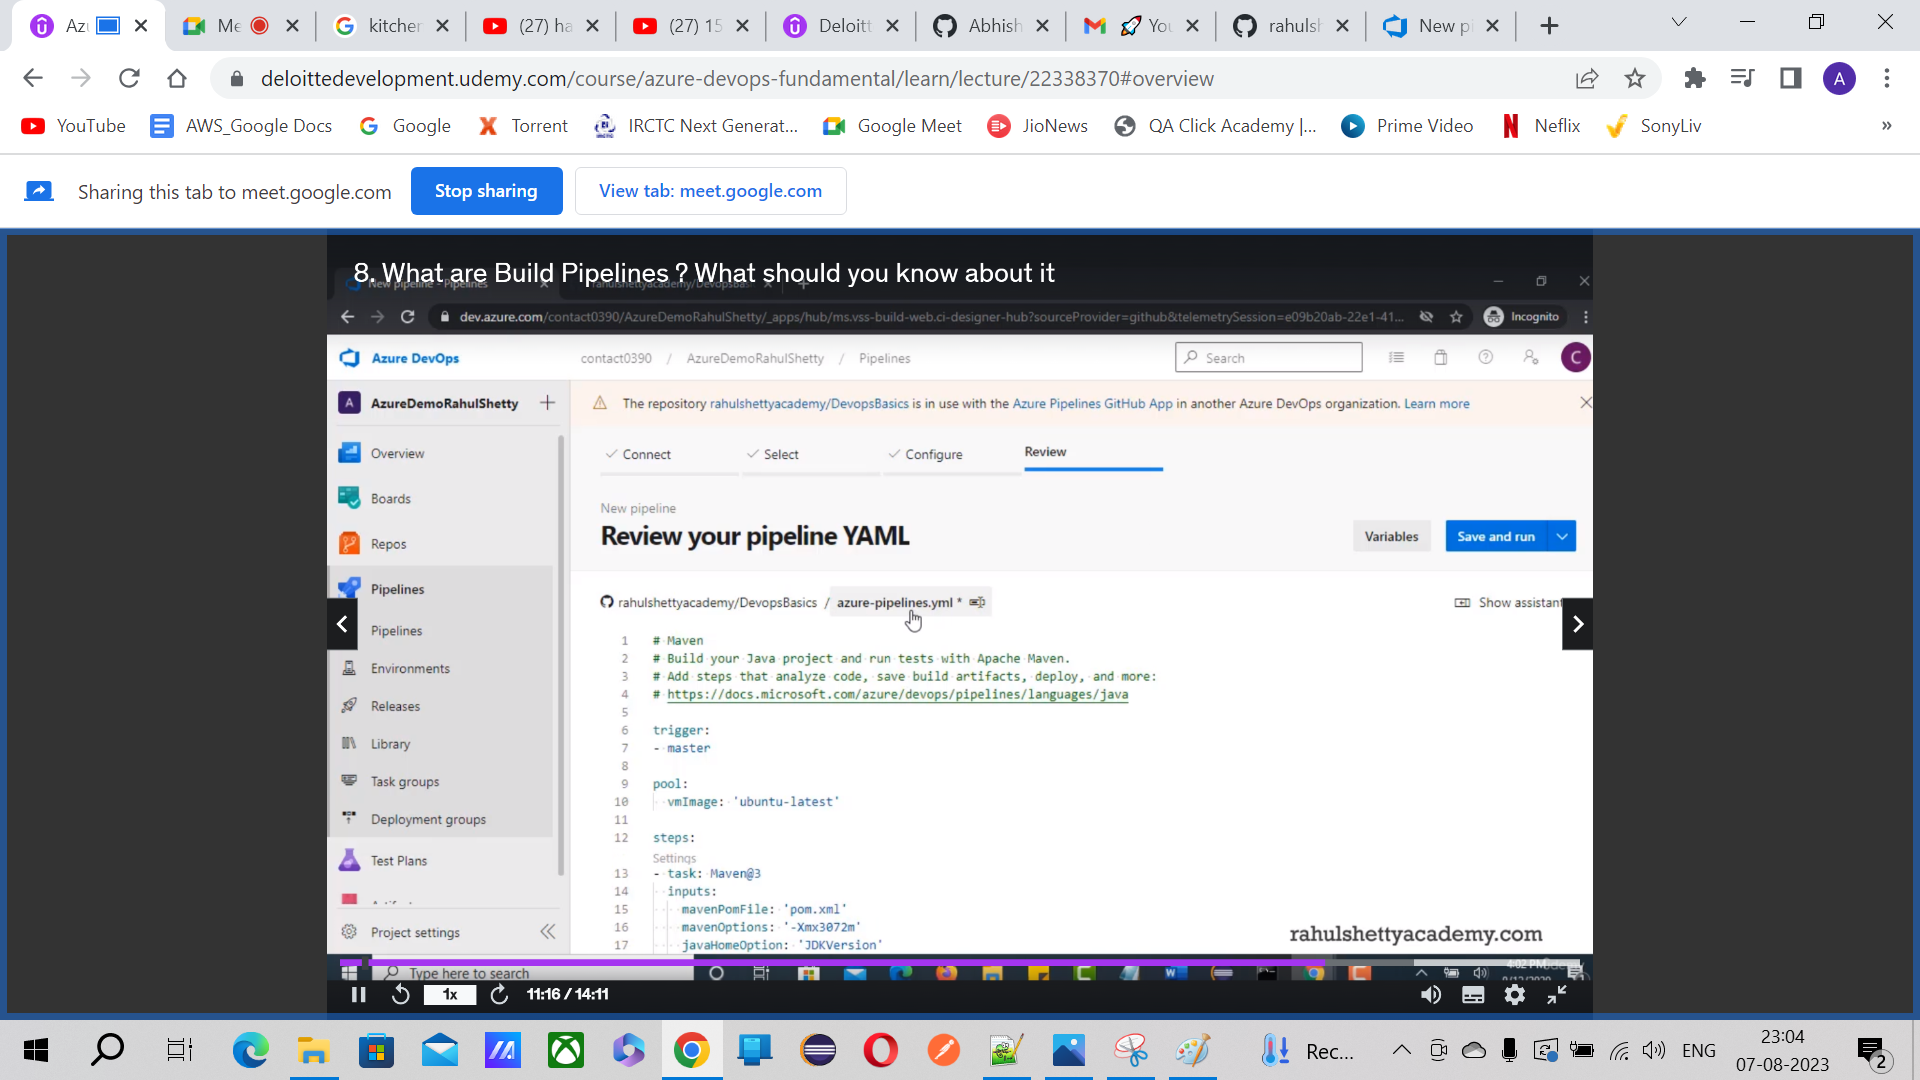 Az
Me
kitcher
(27) ha
(27) 15
Deloitt
Abhish
You
rahulsh
New pi
deloittedevelopment.udemy.com/course/azure-devops-fundamental/learn/lecture/22338370#overview
A
YouTube
AWS_Google Docs
Google
Torrent
IRCTC Next Generat...
Google Meet
JioNews
QA Click Academy |...
Prime Video
Neflix
SonyLiv
»
Sharing this tab to meet.google.com
Stop sharing
View tab: meet.google.com
8. What are Build Pipelines ? What should you know about it
New pipeline - Pipelines
dev.azure.com/contact0390/AzureDemoRahulShetty/_apps/hub/ms.vss-build-web.ci-designer-hub?sourceProvider=github&telemetrySession=e09b20ab-22e1-41...
Incognito
Azure DevOps
contact0390 / AzureDemoRahulShetty / Pipelines
Search
C
A AzureDemoRahulShetty +
The repository rahulshettyacademy/DevopsBasics is in use with the Azure Pipelines GitHub App in another Azure DevOps organization. Learn more
Overview
Boards
Repos
Pipelines
Pipelines
Environments
Releases
Library
Task groups
Deployment groups
Test Plans
Project settings
Connect
Select
Configure
Review
New pipeline
Review your pipeline YAML
Variables
Save and run
rahulshettyacademy/DevopsBasics / azure-pipelines.yml *
Show assistant
1 # Maven
2 # Build your Java project and run tests with Apache Maven.
3 # Add steps that analyze code, save build artifacts, deploy, and more:
4 # https://docs.microsoft.com/azure/devops/pipelines/languages/java
5
6 trigger:
7 - master
8
9 pool:
10 vmImage: 'ubuntu-latest'
11
12 steps:
Settings
13 - task: Maven@3
14 inputs:
15 mavenPomFile: 'pom.xml'
16 mavenOptions: '-Xmx3072m'
17 javaHomeOption: 'JDKVersion'
rahulshettyacademy.com
Type here to search
4:02 PM
1x
11:16 / 14:11
Rec...
ENG
23:04
07-08-2023
2